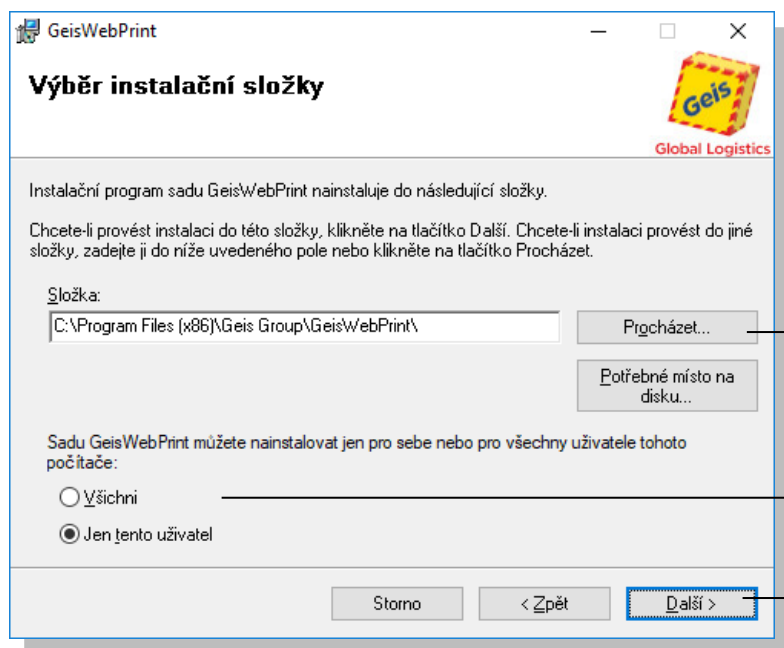 GeisWebPrint
Výběr instalační složky
Geis
Global Logistics
Instalační program sadu GeisWebPrint nainstaluje do následující složky.
Chcete-li provést instalaci do této složky, klikněte na tlačítko Další. Chcete-li instalaci provést do jiné
složky, zadejte ji do níže uvedeného pole nebo klikněte na tlačítko Procházet.
Složka:
C:\Program Files (x86)\Geis Group\GeisWebPrint\
Procházet...
Potřebné místo na
disku...
Sadu GeisWebPrint můžete nainstalovat jen pro sebe nebo pro všechny uživatele tohoto
počítače:
Všichni
Jen tento uživatel
Storno
< Zpět
Další >